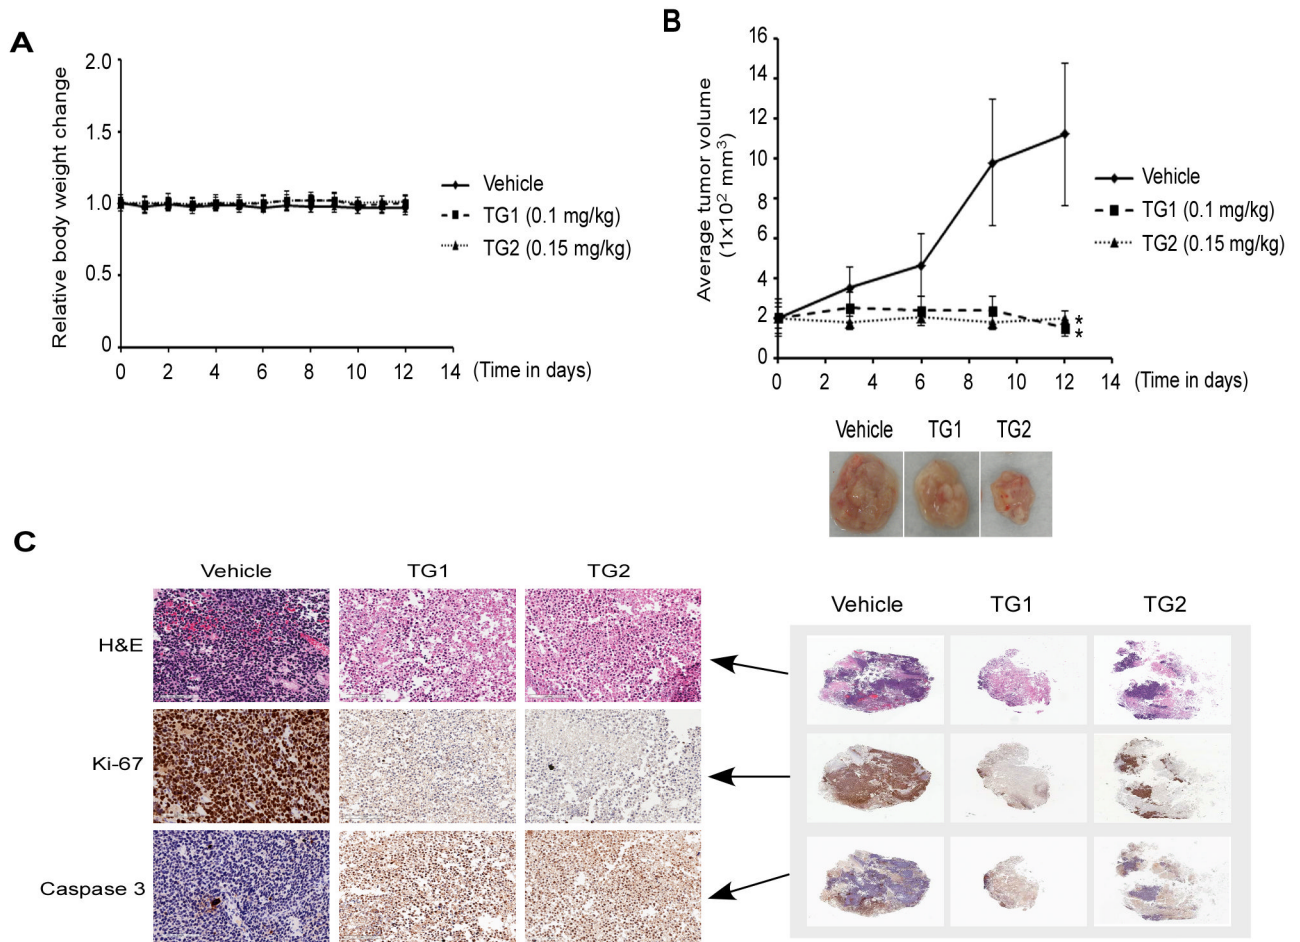 A
Relative body weight change
2.0
1.5
1.0
0.5
0
0 2 4 6 8 10 12 14 (Time in days)
Vehicle
TG1 (0.1 mg/kg)
TG2 (0.15 mg/kg)
B
Average tumor volume
(1x10² mm³)
16
14
12
10
8
6
4
2
0
0 2 4 6 8 10 12 14 (Time in days)
*
*
Vehicle
TG1 (0.1 mg/kg)
TG2 (0.15 mg/kg)
Vehicle TG1 TG2
C
Vehicle TG1 TG2
H&E
Ki-67
Caspase 3
Vehicle TG1 TG2